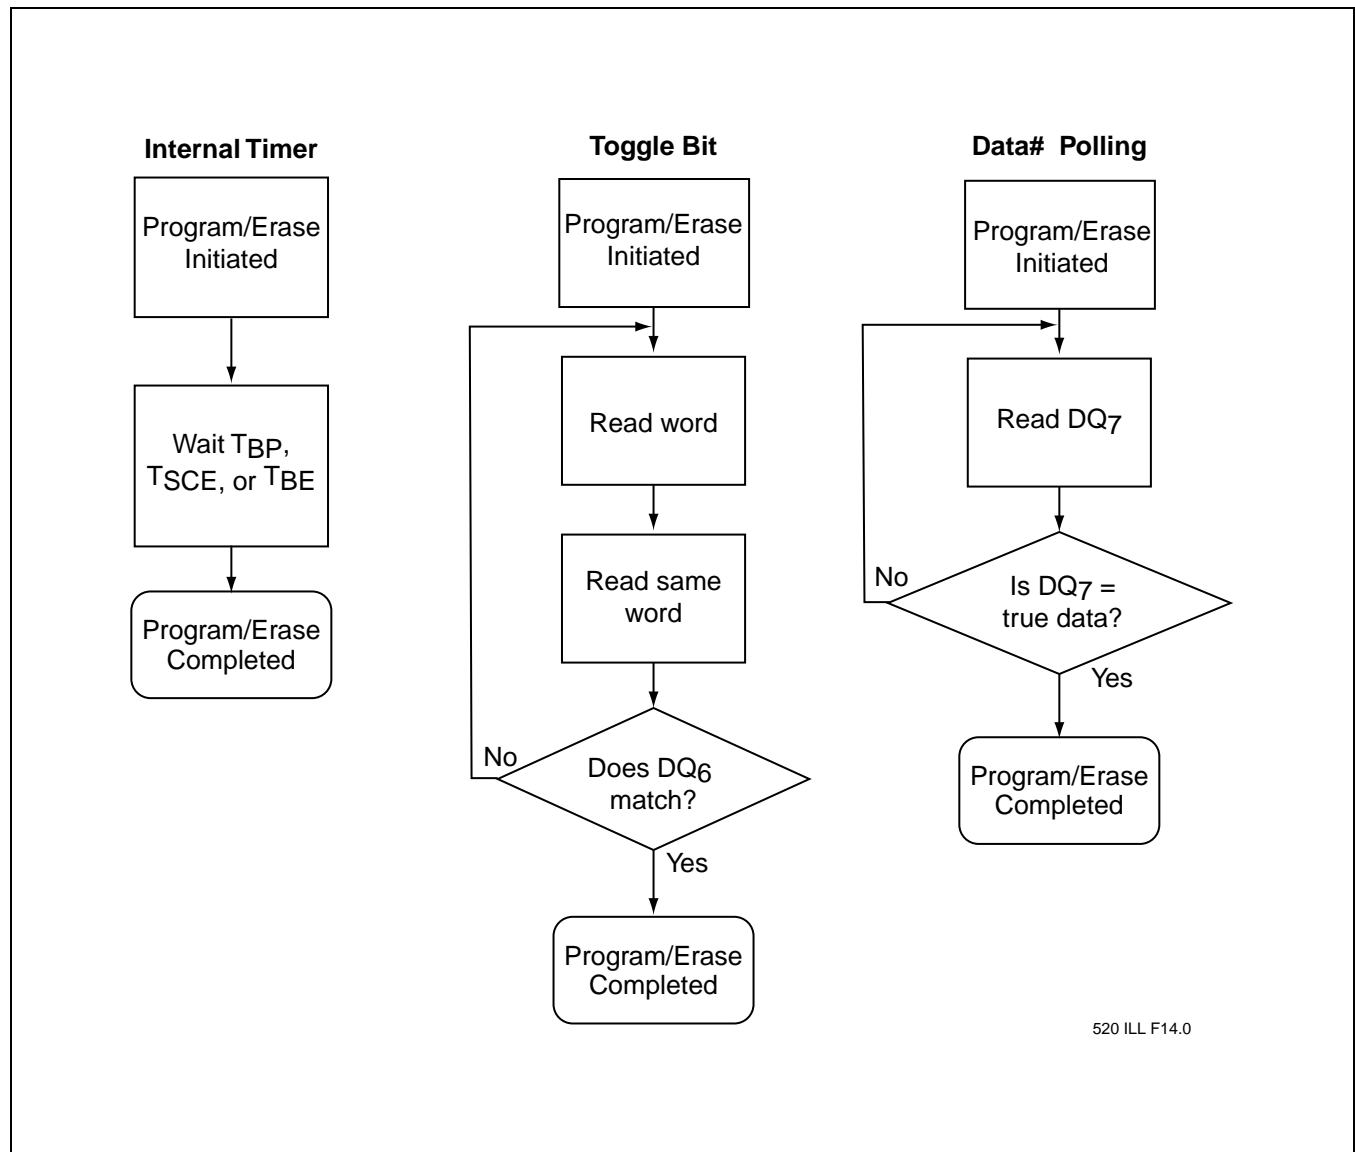 Internal Timer
Program/Erase
Initiated
Wait TBP,
TSCE, or TBE
Program/Erase
Completed
Toggle Bit
Program/Erase
Initiated
Read word
Read same
word
No
Does DQ6
match?
Yes
Program/Erase
Completed
Data# Polling
Program/Erase
Initiated
Read DQ7
No
Is DQ7 =
true data?
Yes
Program/Erase
Completed
520 ILL F14.0